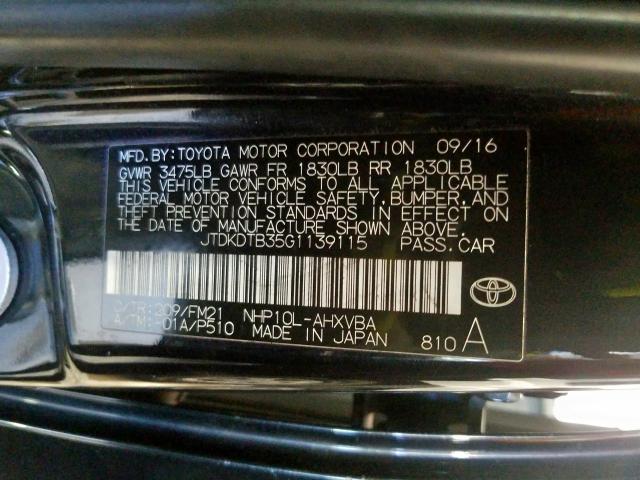 MFD.BY:TOYOTA MOTOR CORPORATION 09/16
GVWR 3475LB GAWR FR 1830LB RR 1830LB
THIS VEHICLE CONFORMS TO ALL APPLICABLE
FEDERAL MOTOR VEHICLE SAFETY,BUMPER,AND
THEFT PREVENTION STANDARDS IN EFFECT ON
THE DATE OF MANUFACTURE SHOWN ABOVE.
JTDKDTB35G1139115 PASS.CAR
C/TR:209/FM21 NHP10L-AHXVBA
A/TM:-01A/P510 MADE IN JAPAN 810 A